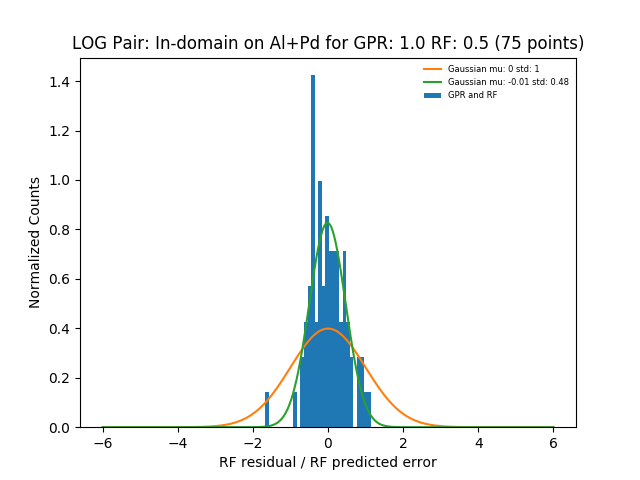 LOG Pair: In-domain on Al+Pd for GPR: 1.0 RF: 0.5 (75 points)
Gaussian mu: 0 std: 1
Gaussian mu: -0.01 std: 0.48
GPR and RF
Normalized Counts
1.4
1.2
1.0
0.8
0.6
0.4
0.2
0.0
−6 −4 −2 0 2 4 6
RF residual / RF predicted error